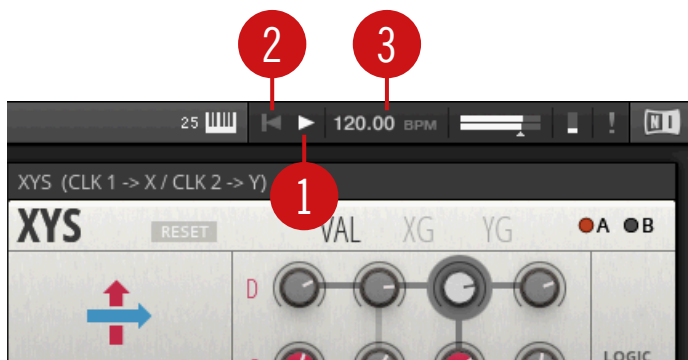 2 3
25 120.00 BPM ! NI
XYS (CLK 1 -> X / CLK 2 -> Y)
1
XYS RESET VAL XG YG A B
D
LOGIC